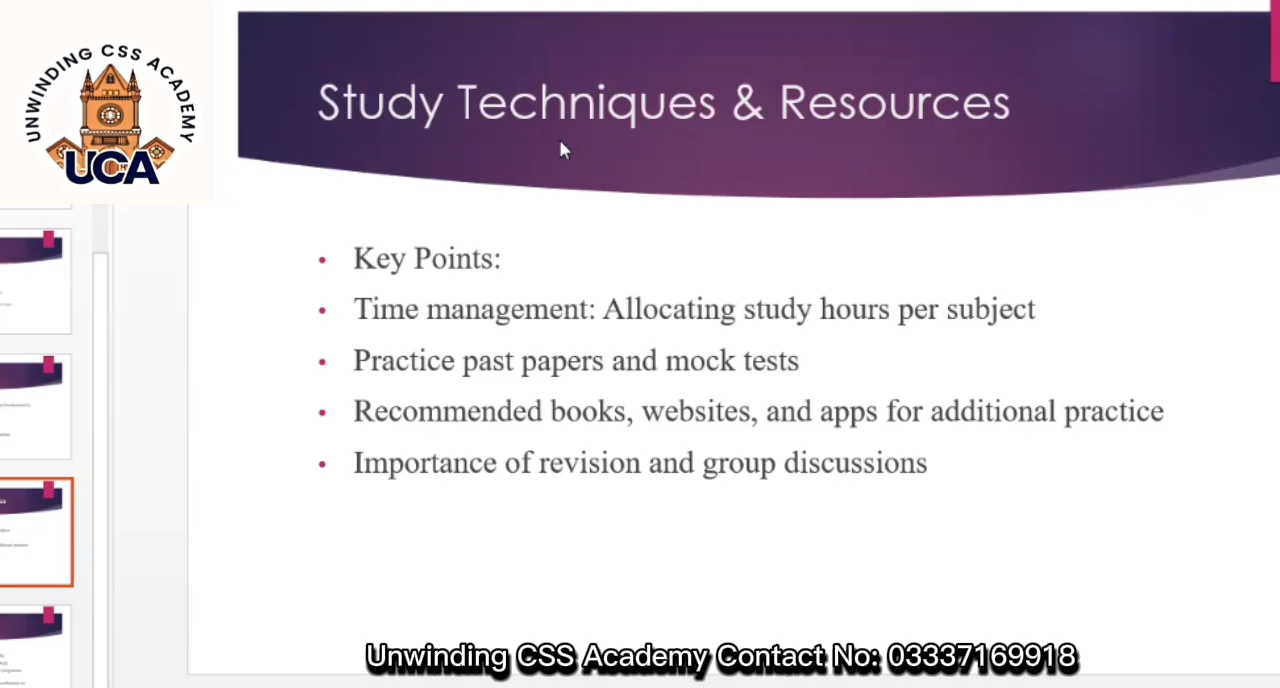 UNWINDING CSS ACADEMY
UCA
Study Techniques & Resources
• Key Points:
• Time management: Allocating study hours per subject
• Practice past papers and mock tests
• Recommended books, websites, and apps for additional practice
• Importance of revision and group discussions
Unwinding CSS Academy Contact No: 03337169918